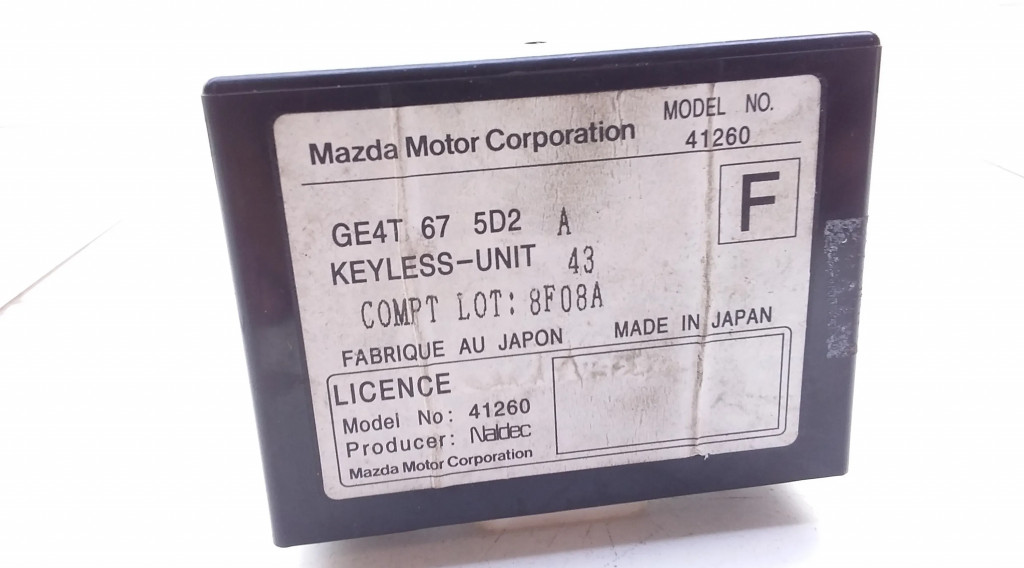 Mazda Motor Corporation
MODEL NO.
41260
F
GE4T 67 5D2 A
KEYLESS-UNIT 43
COMPT LOT: 8F08A
FABRIQUE AU JAPON MADE IN JAPAN
LICENCE
Model No: 41260
Producer: Naldec
Mazda Motor Corporation